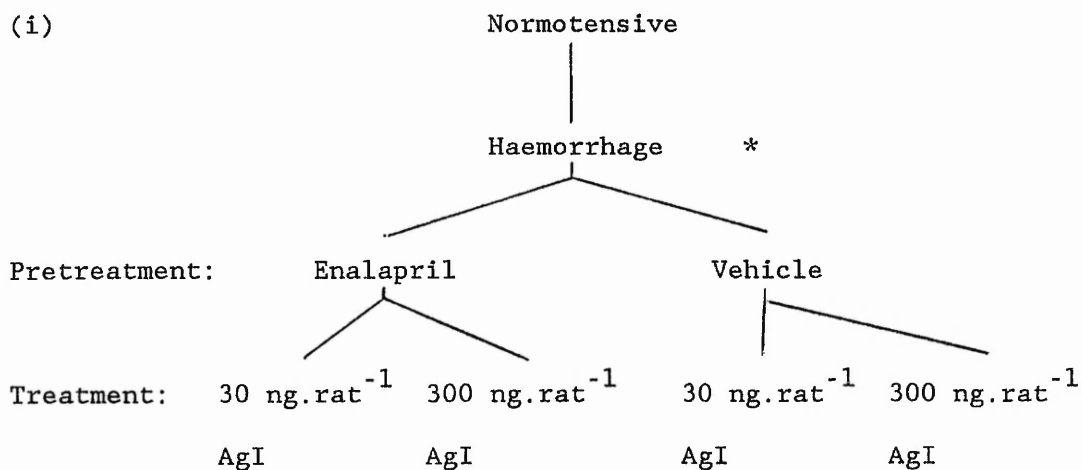 (i) Normotensive
Haemorrhage *
Pretreatment: Enalapril Vehicle
Treatment: 30 ng.rat⁻¹ 300 ng.rat⁻¹ 30 ng.rat⁻¹ 300 ng.rat⁻¹
AgI AgI AgI AgI